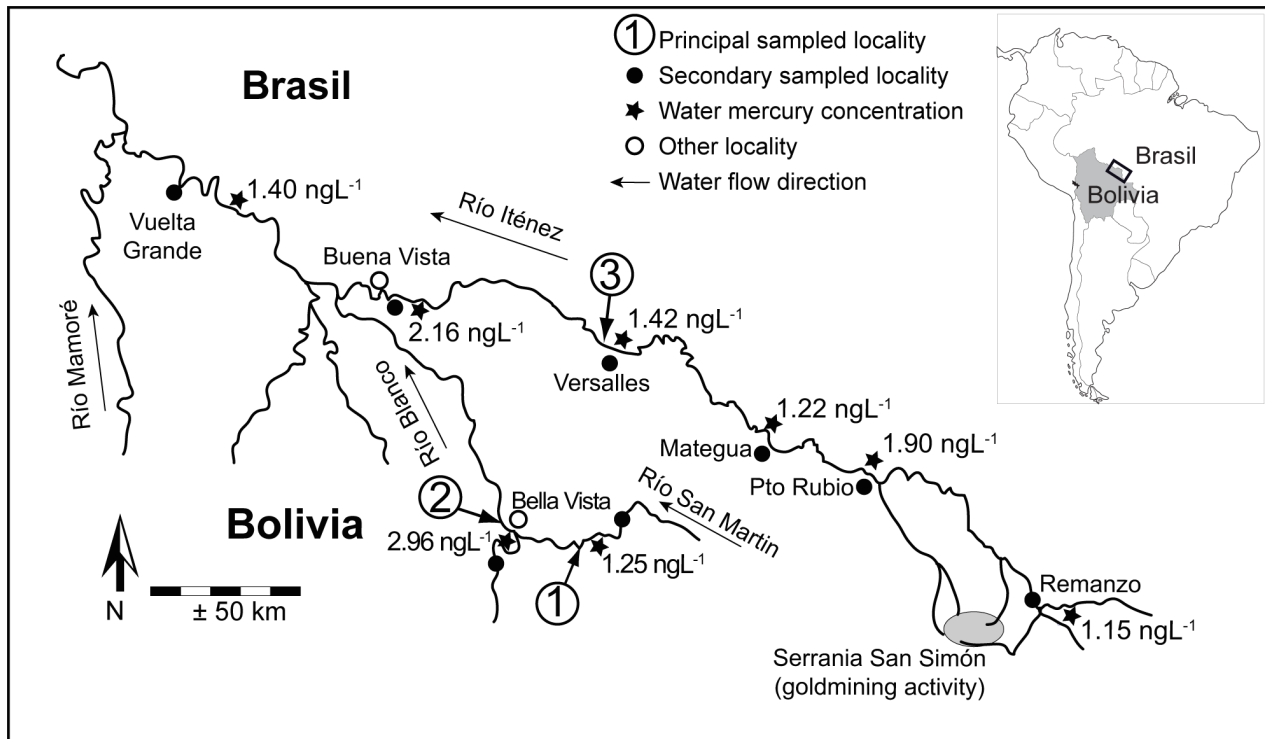 Brasil
1 Principal sampled locality
Secondary sampled locality
Water mercury concentration
Other locality
Water flow direction
Brasil
Bolivia
1.40 ngL⁻¹
Vuelta
Grande
Río Iténez
Buena Vista
2.16 ngL⁻¹
3
1.42 ngL⁻¹
Versalles
Río Mamoré
Río Blanco
1.22 ngL⁻¹
Mategua
1.90 ngL⁻¹
Pto Rubio
Río San Martin
2
Bella Vista
Bolivia
2.96 ngL⁻¹
1.25 ngL⁻¹
1
N
± 50 km
Remanzo
1.15 ngL⁻¹
Serrania San Simón
(goldmining activity)